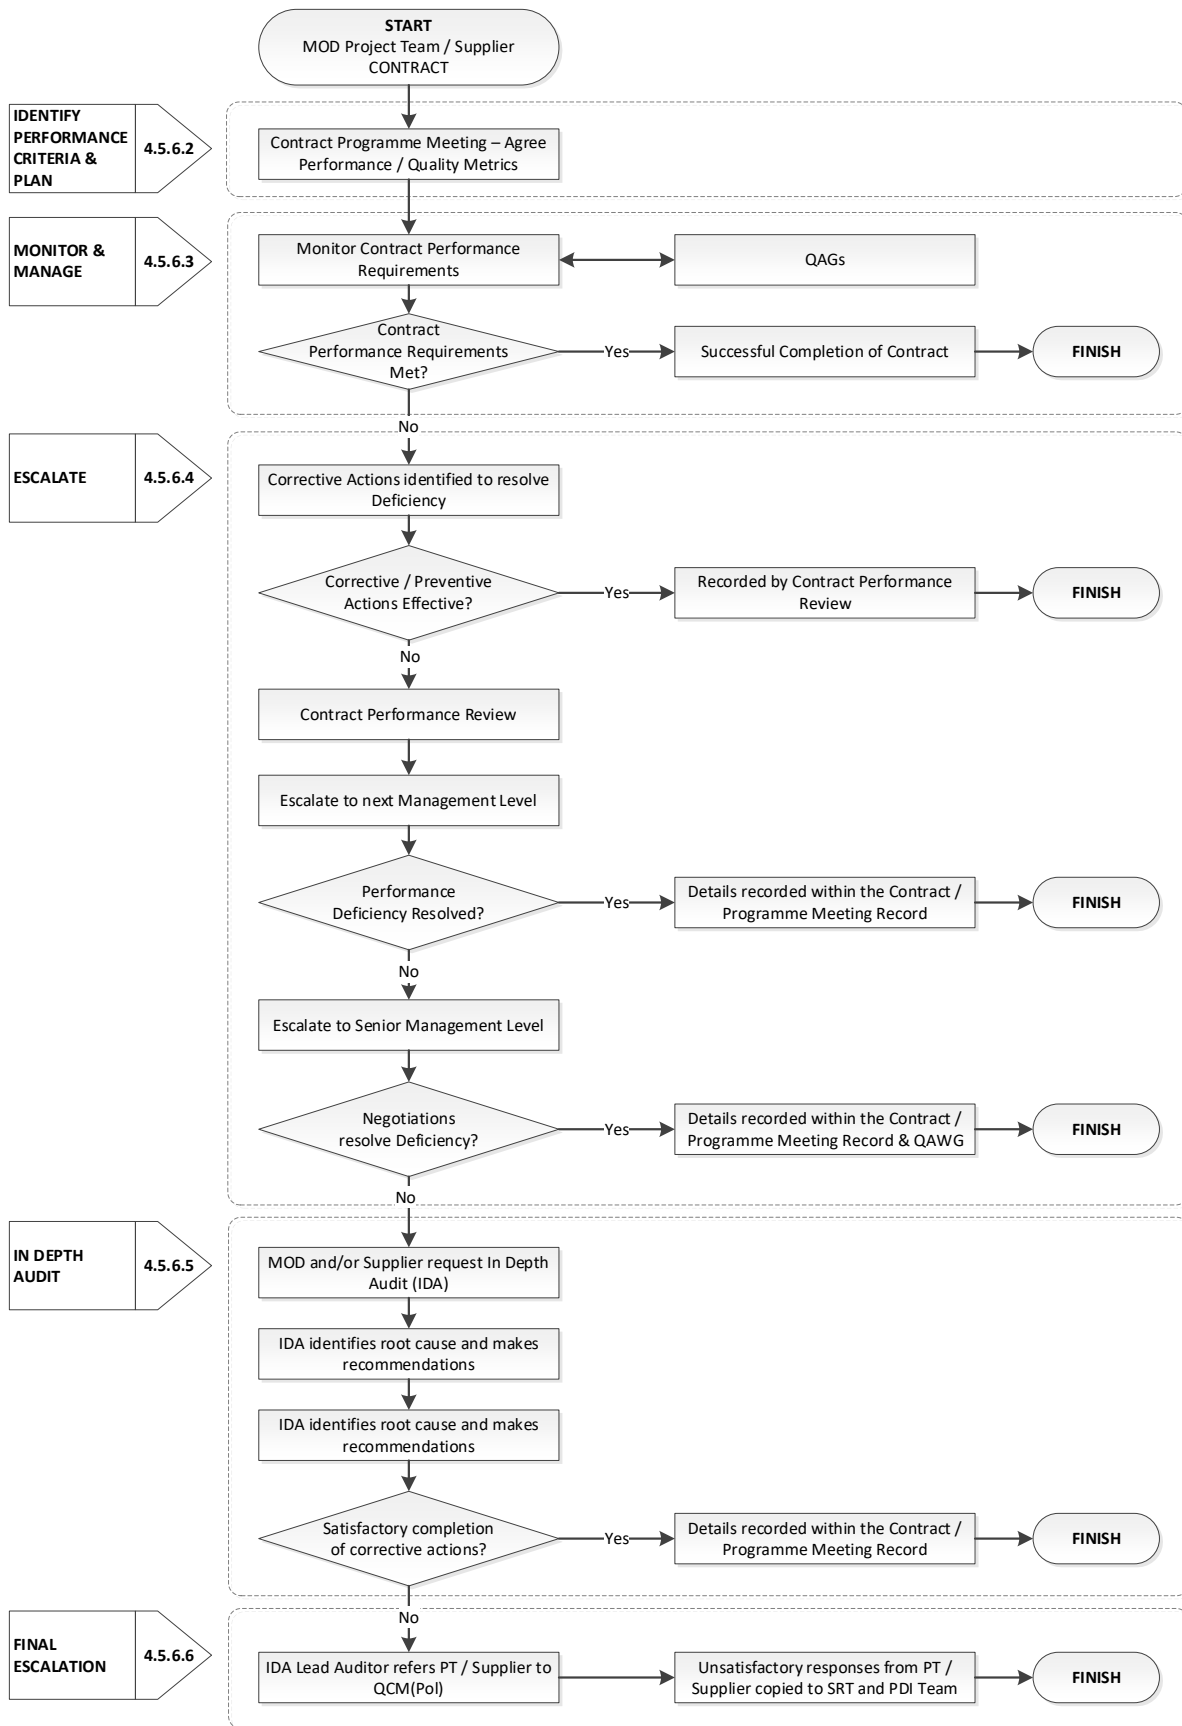 START
MOD Project Team / Supplier
CONTRACT
IDENTIFY
PERFORMANCE
CRITERIA &
PLAN
4.5.6.2
Contract Programme Meeting – Agree
Performance / Quality Metrics
MONITOR &
MANAGE
4.5.6.3
Monitor Contract Performance
Requirements
QAGs
Contract
Performance Requirements
Met?
Yes
Successful Completion of Contract
FINISH
No
ESCALATE
4.5.6.4
Corrective Actions identified to resolve
Deficiency
Corrective / Preventive
Actions Effective?
Yes
Recorded by Contract Performance
Review
FINISH
No
Contract Performance Review
Escalate to next Management Level
Performance
Deficiency Resolved?
Yes
Details recorded within the Contract /
Programme Meeting Record
FINISH
No
Escalate to Senior Management Level
Negotiations
resolve Deficiency?
Yes
Details recorded within the Contract /
Programme Meeting Record & QAWG
FINISH
No
IN DEPTH
AUDIT
4.5.6.5
MOD and/or Supplier request In Depth
Audit (IDA)
IDA identifies root cause and makes
recommendations
IDA identifies root cause and makes
recommendations
Satisfactory completion
of corrective actions?
Yes
Details recorded within the Contract /
Programme Meeting Record
FINISH
No
FINAL
ESCALATION
4.5.6.6
IDA Lead Auditor refers PT / Supplier to
QCM(Pol)
Unsatisfactory responses from PT /
Supplier copied to SRT and PDI Team
FINISH